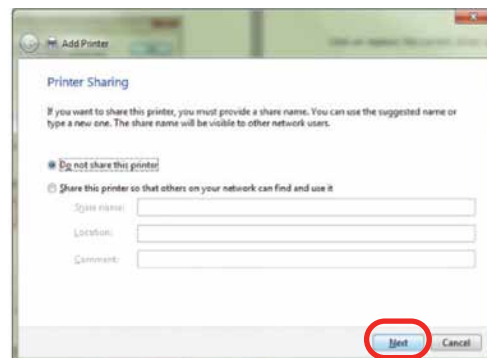 Add Printer
Printer Sharing
If you want to share this printer, you must provide a share name. You can use the suggested name or
type a new one. The share name will be visible to other network users.
Do not share this printer
Share this printer so that others on your network can find and use it
Share name:
Location:
Comment:
Next
Cancel